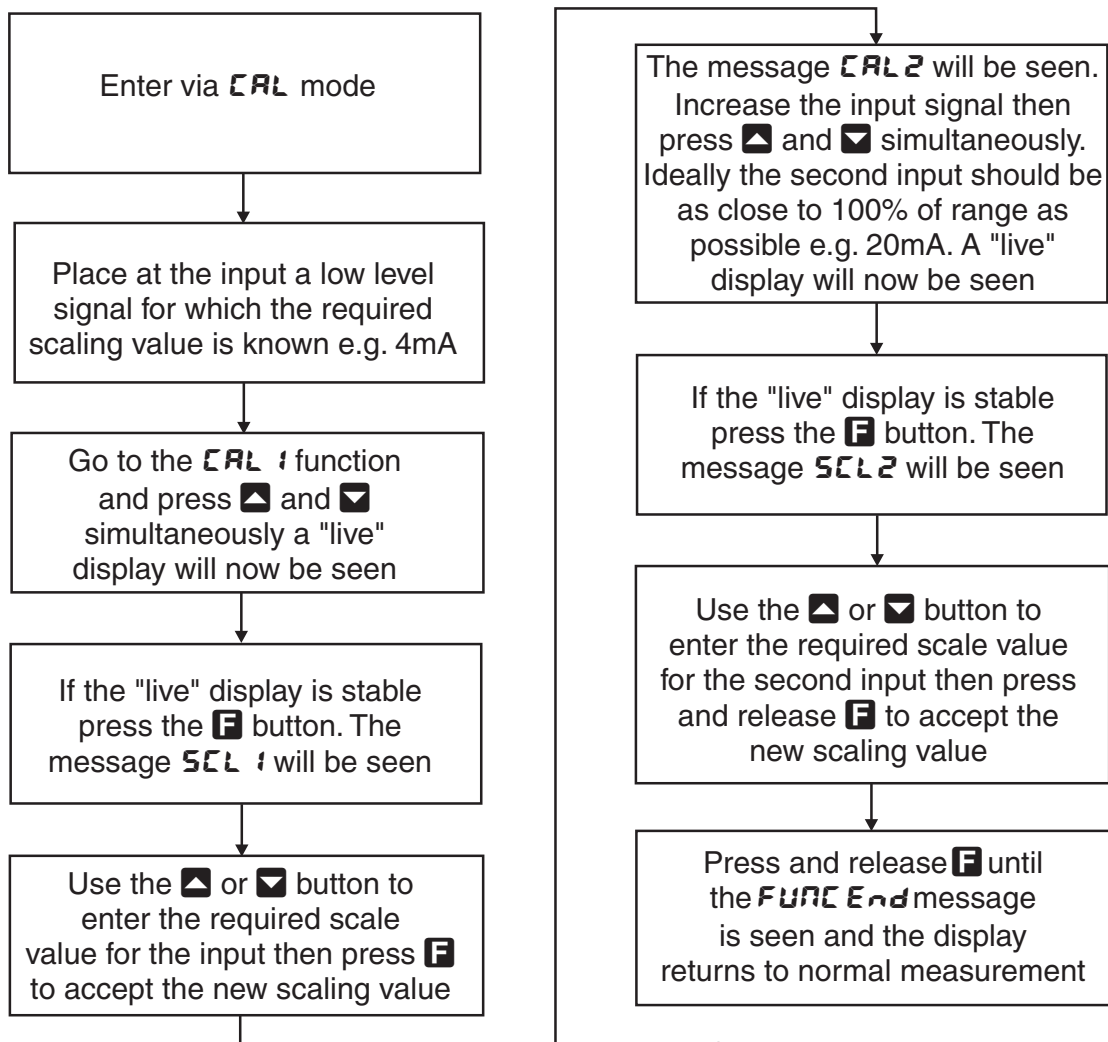 Enter via CAL mode
Place at the input a low level
signal for which the required
scaling value is known e.g. 4mA
Go to the CAL 1 function
and press ▲ and ▼
simultaneously a "live"
display will now be seen
If the "live" display is stable
press the F button. The
message SCL 1 will be seen
Use the ▲ or ▼ button to
enter the required scale
value for the input then press F
to accept the new scaling value
The message CAL2 will be seen.
Increase the input signal then
press ▲ and ▼ simultaneously.
Ideally the second input should be
as close to 100% of range as
possible e.g. 20mA. A "live"
display will now be seen
If the "live" display is stable
press the F button. The
message SCL2 will be seen
Use the ▲ or ▼ button to
enter the required scale value
for the second input then press
and release F to accept the
new scaling value
Press and release F until
the FUNC End message
is seen and the display
returns to normal measurement